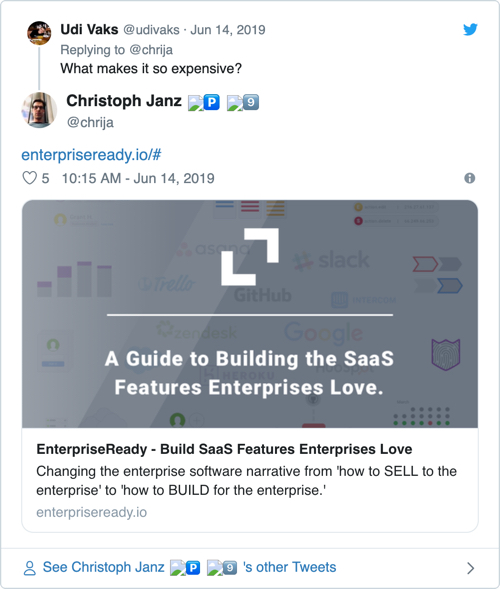 Udi Vaks @udivaks · Jun 14, 2019
Replying to @chrija
What makes it so expensive?
Christoph Janz P 9
@chrija
enterpriseready.io/#
5 10:15 AM - Jun 14, 2019
asana
slack
Trello
GitHub
INTERCOM
zendesk
Google
HEROKU
HubSpot
A Guide to Building the SaaS
Features Enterprises Love.
EnterpriseReady - Build SaaS Features Enterprises Love
Changing the enterprise software narrative from 'how to SELL to the
enterprise' to 'how to BUILD for the enterprise.'
enterpriseready.io
See Christoph Janz P 9 's other Tweets